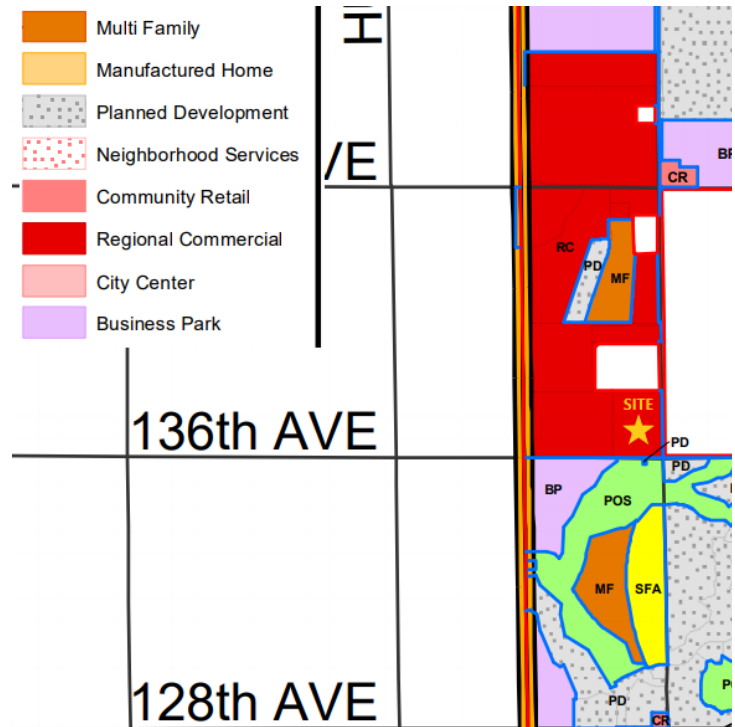 Multi Family
Manufactured Home
Planned Development
Neighborhood Services
Community Retail
Regional Commercial
City Center
Business Park
CR
RC
PD
MF
SITE
136th AVE
PD
PD
BP
POS
MF
SFA
128th AVE
PD
CR